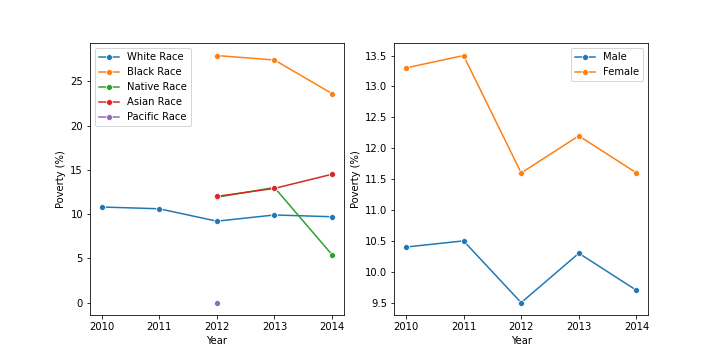 White Race
Black Race
Native Race
Asian Race
Pacific Race
25
20
15
10
5
0
Poverty (%)
2010 2011 2012 2013 2014
Year
Male
Female
13.5
13.0
12.5
12.0
11.5
11.0
10.5
10.0
9.5
Poverty (%)
2010 2011 2012 2013 2014
Year